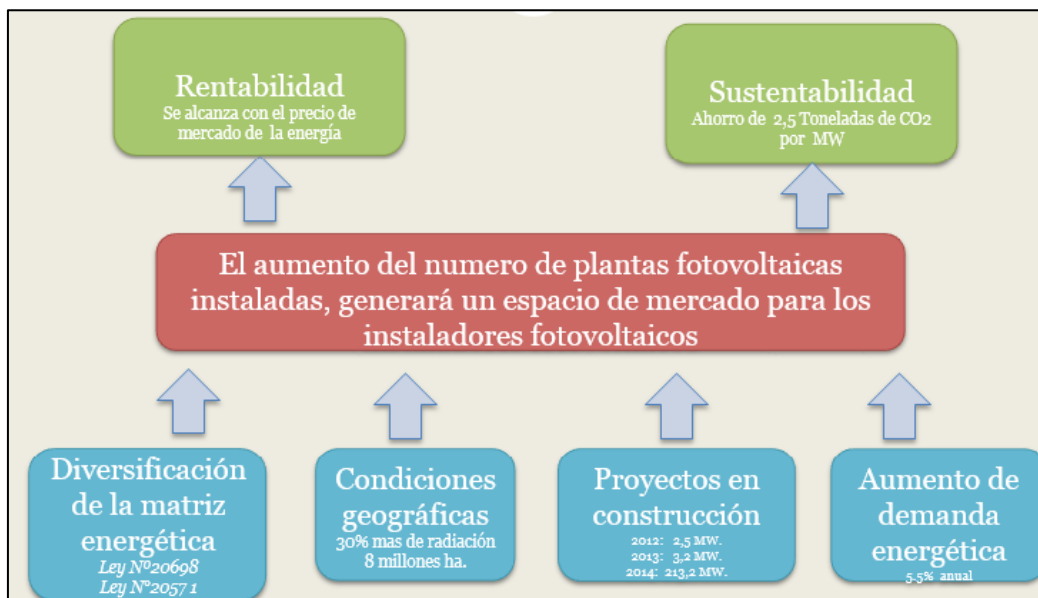 Rentabilidad
Se alcanza con el precio de
mercado de la energía
Sustentabilidad
Ahorro de 2,5 Toneladas de CO2
por MW
El aumento del numero de plantas fotovoltaicas
instaladas, generará un espacio de mercado para los
instaladores fotovoltaicos
Diversificación
de la matriz
energética
Ley Nº20698
Ley N°20571
Condiciones
geográficas
30% mas de radiación
8 millones ha.
Proyectos en
construcción
2012: 2,5 MW.
2013: 3,2 MW.
2014: 213,2 MW.
Aumento de
demanda
energética
5.5% anual